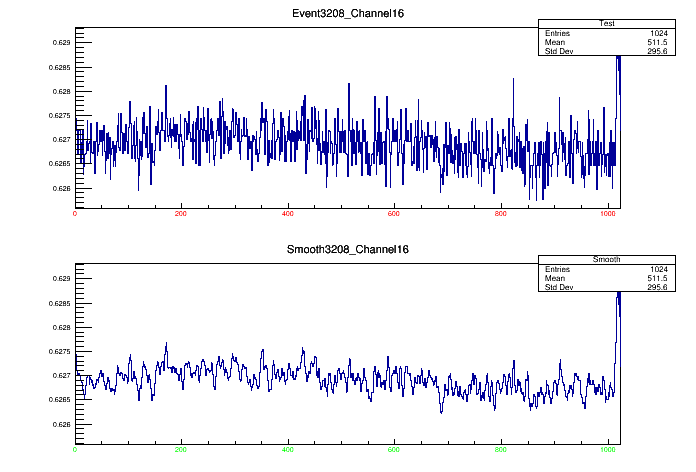 Event3208_Channel16
Test
Entries 1024
Mean 511.5
Std Dev 295.6
0.629
0.6285
0.628
0.6275
0.627
0.6265
0.626
0 200 400 600 800 1000
Smooth3208_Channel16
Smooth
Entries 1024
Mean 511.5
Std Dev 295.6
0.629
0.6285
0.628
0.6275
0.627
0.6265
0.626
0 200 400 600 800 1000